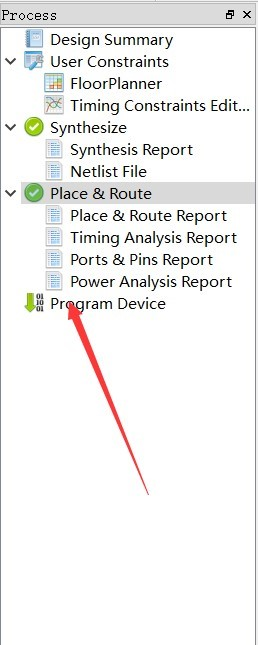 Process
Design Summary
User Constraints
FloorPlanner
Timing Constraints Edit...
Synthesize
Synthesis Report
Netlist File
Place & Route
Place & Route Report
Timing Analysis Report
Ports & Pins Report
Power Analysis Report
Program Device